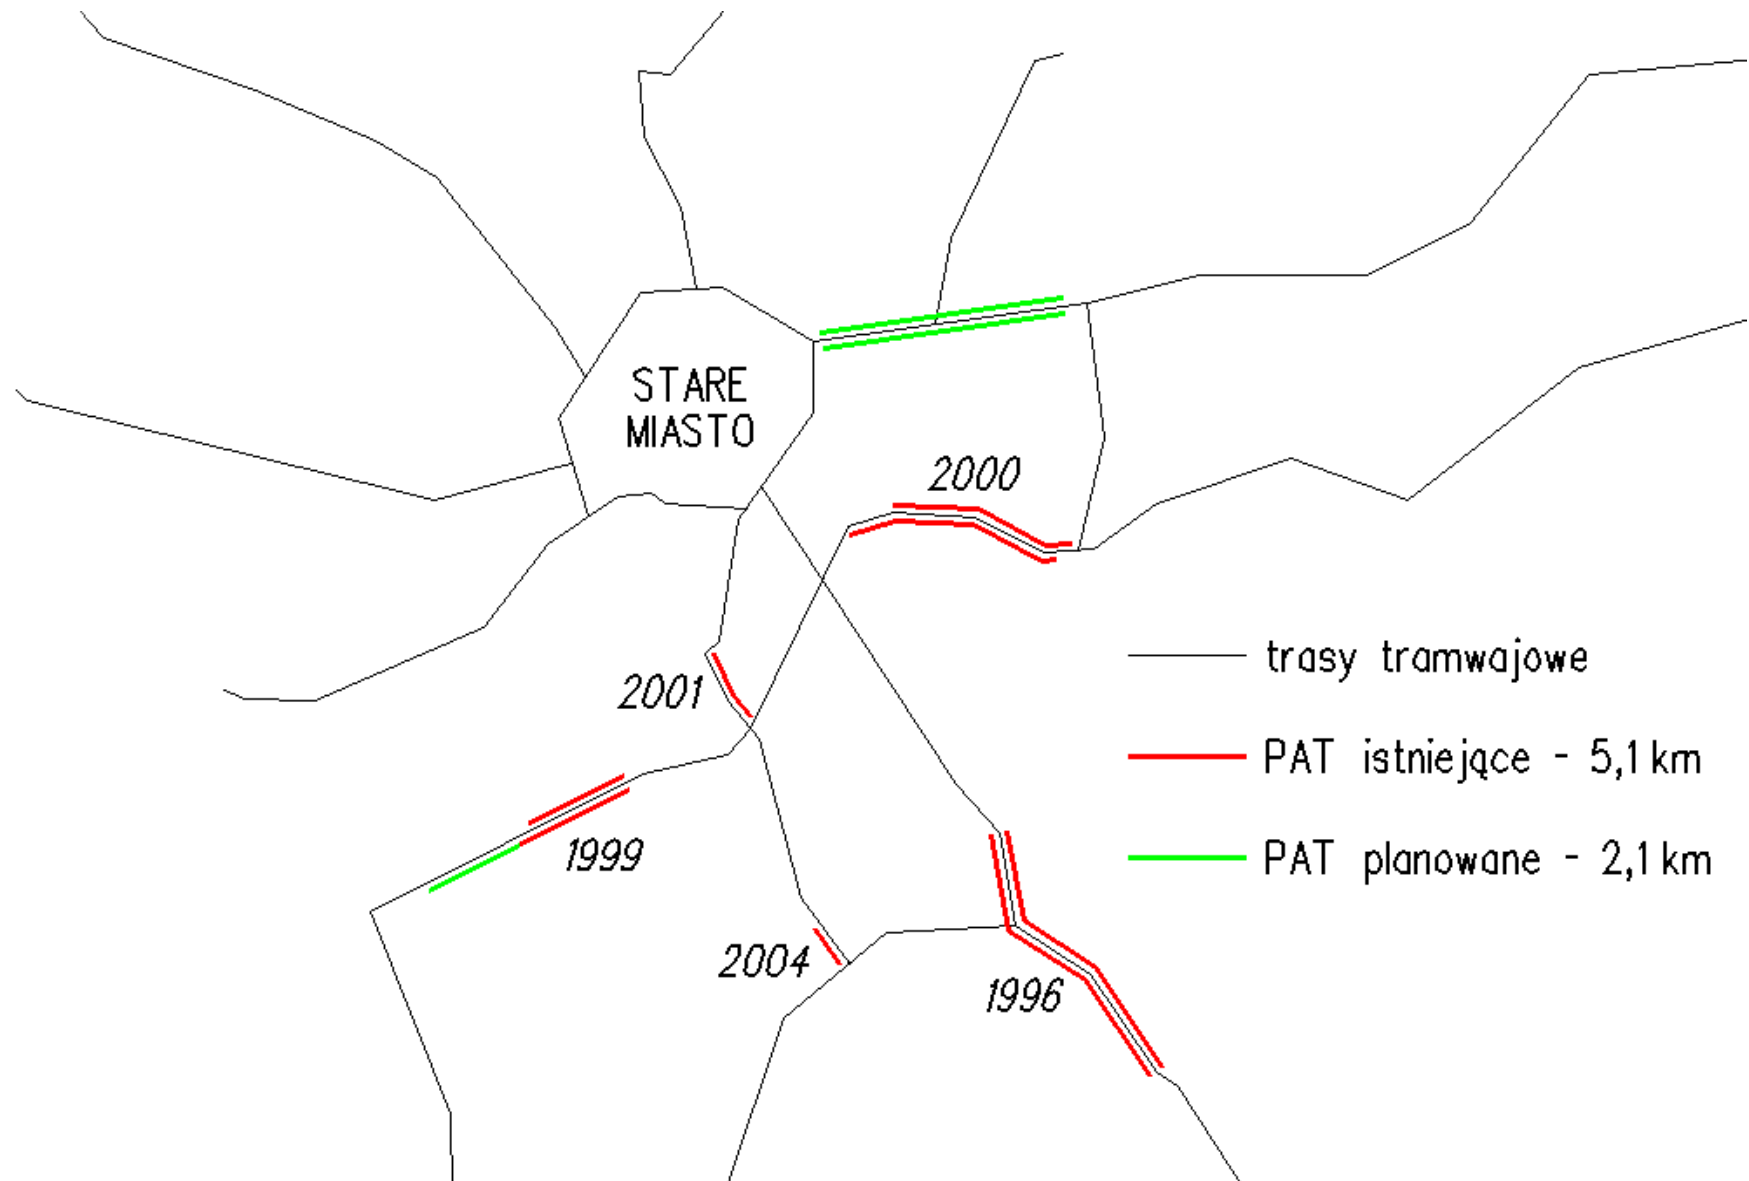 STARE
MIASTO
2000
2001
1999
2004
1996
trasy tramwajowe
PAT istniejące - 5,1 km
PAT planowane - 2,1 km